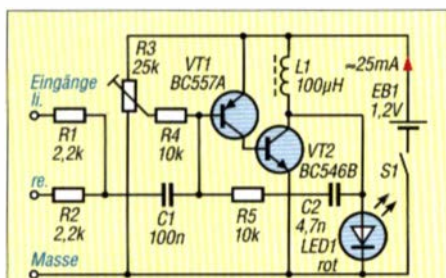 Eingänge
li.
R1
2,2k
re.
R2
2,2k
Masse
R3
25k
R4
10k
C1
100n
VT1
BC557A
R5
10k
L1
100µH
VT2
BC546B
C2
4,7n
LED1
rot
≈25mA
EB1
1,2V
S1